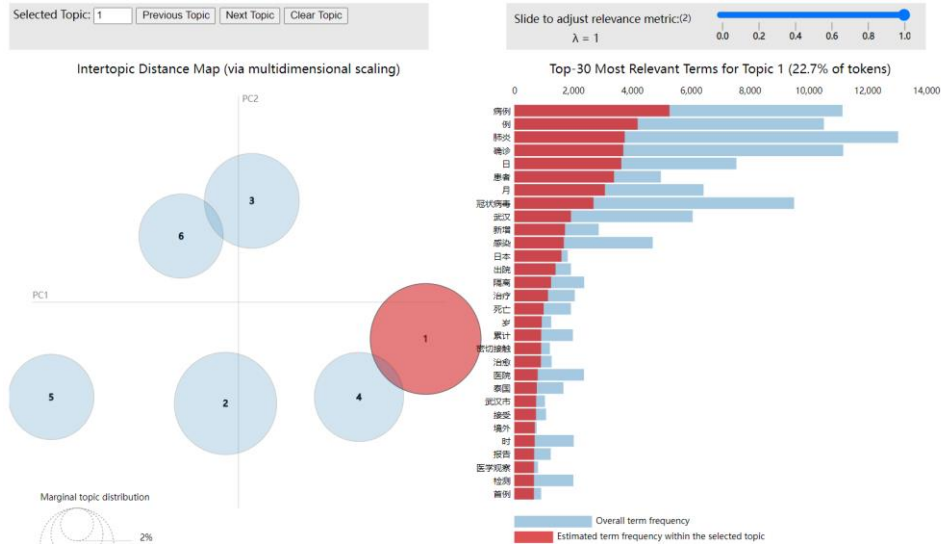 Selected Topic: 1 Previous Topic Next Topic Clear Topic
Slide to adjust relevance metric:(2)
λ = 1
0.0 0.2 0.4 0.6 0.8 1.0
Intertopic Distance Map (via multidimensional scaling)
PC2
PC1
3
6
1
5
2
4
Marginal topic distribution
2%
Top-30 Most Relevant Terms for Topic 1 (22.7% of tokens)
0 2,000 4,000 6,000 8,000 10,000 12,000 14,000
病例
例
肺炎
确诊
日
患者
月
冠状病毒
武汉
新增
感染
日本
出院
隔离
治疗
死亡
岁
累计
密切接触
治愈
医院
泰国
武汉市
接受
境外
时
报告
医学观察
检测
首例
Overall term frequency
Estimated term frequency within the selected topic